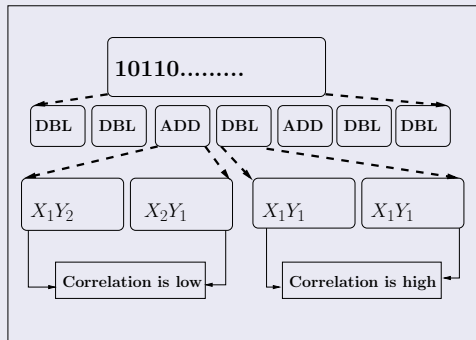 10110.........
DBL DBL ADD DBL ADD DBL DBL
X₁Y₂ X₂Y₁ X₁Y₁ X₁Y₁
Correlation is low Correlation is high